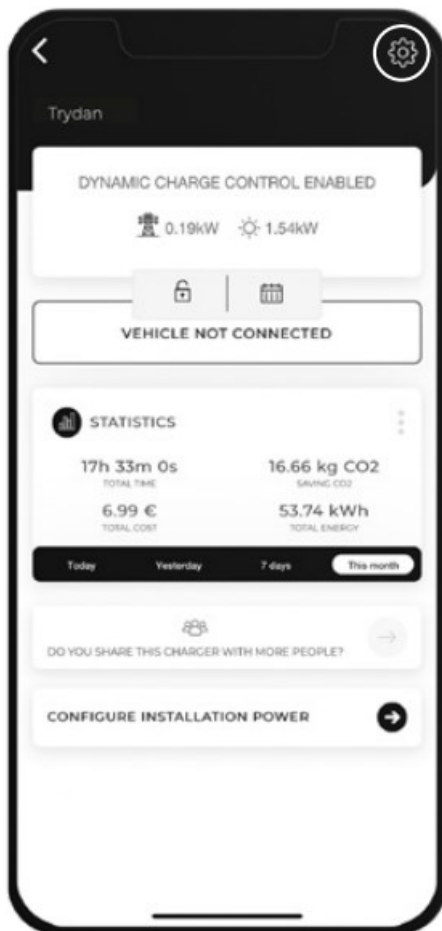 Trydan
DYNAMIC CHARGE CONTROL ENABLED
0.19kW 1.54kW
VEHICLE NOT CONNECTED
STATISTICS
17h 33m 0s 16.66 kg CO2
TOTAL TIME SAVING CO2
6.99 € 53.74 kWh
TOTAL COST TOTAL ENERGY
Today Yesterday 7 days This month
DO YOU SHARE THIS CHARGER WITH MORE PEOPLE?
CONFIGURE INSTALLATION POWER